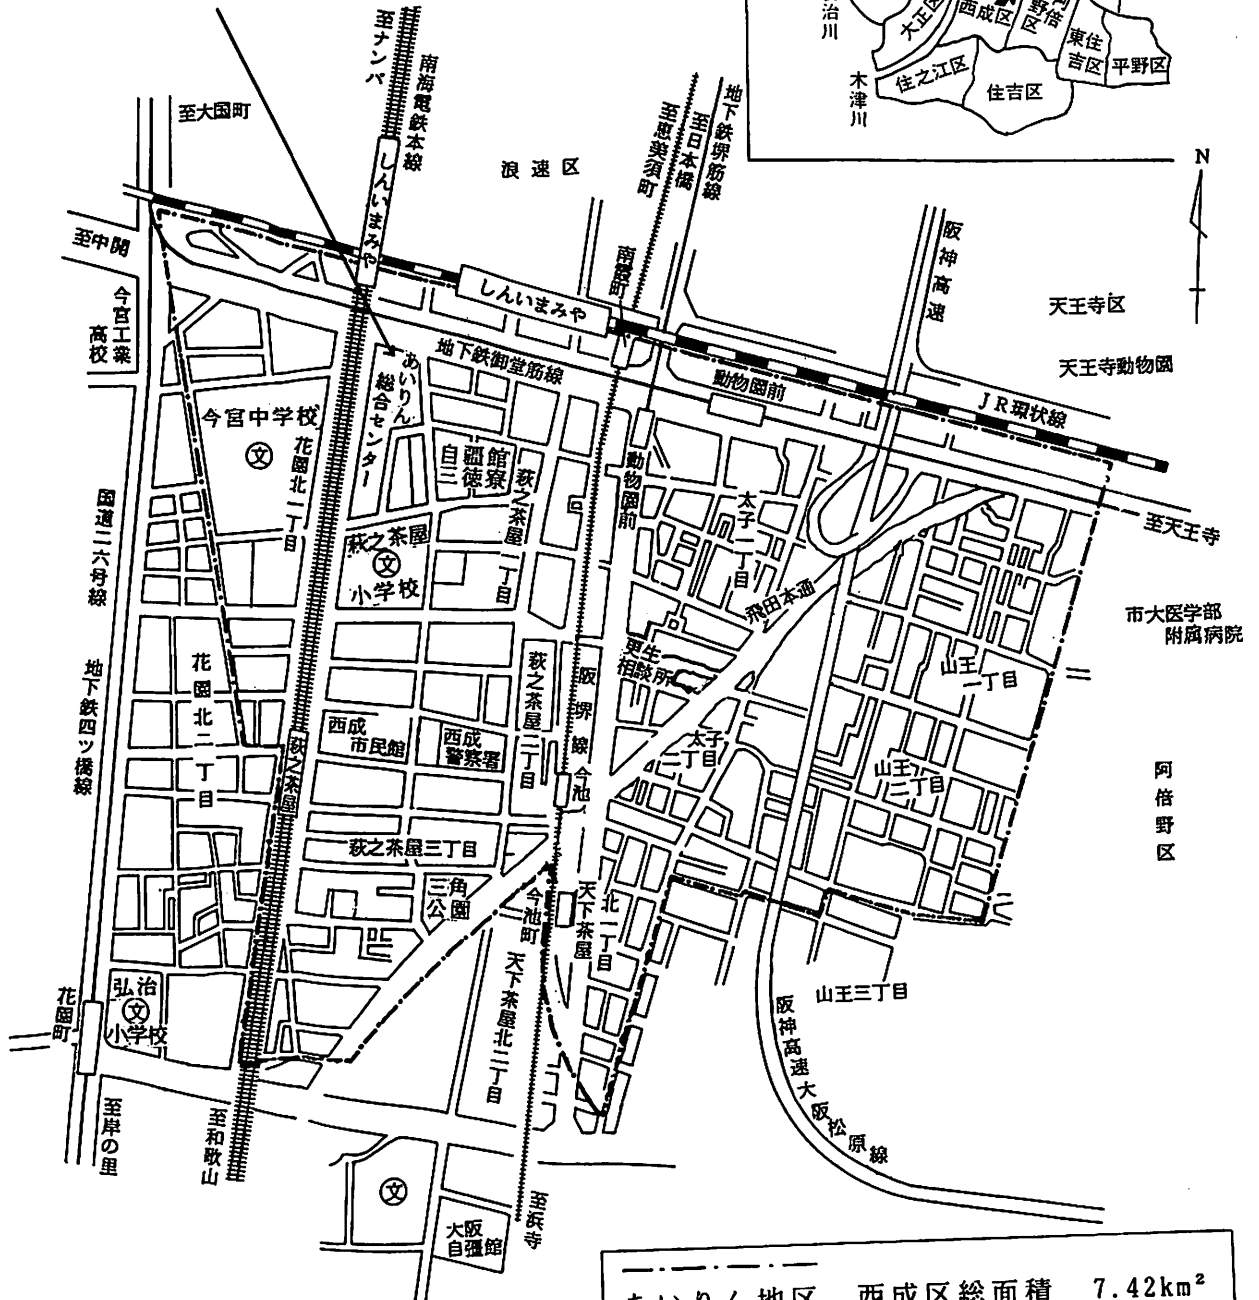 治川
大正区
西成区
野倍区
東住吉区
平野区
木津川
住之江区
住吉区
至ナンバ
南海電鉄本線
至大国町
しんいまみや
浪速区
至恵美須町
至日本橋
地下鉄堺筋線
N
阪神高速
至中開
南霞町
しんいまみや
天王寺区
今宮工業
高校
天王寺動物園
地下鉄御堂筋線
動物園前
JR環状線
あいりん
総合センター
今宮中学校
文
花園北一丁目
自彊館
三徳寮
萩之茶屋一丁目
動物園前
太子一丁目
至天王寺
国道二六号線
萩之茶屋
文
小学校
飛田本通
市大医学部
附属病院
更生
相談所
山王
一丁目
花園北二丁目
地下鉄四ツ橋線
萩之茶屋
西成
市民館
西成
警察署
萩之茶屋二丁目
阪堺線
今池
太子
二丁目
山王
二丁目
阿倍野区
萩之茶屋三丁目
三角
公園
今池町
天下茶屋
北一丁目
天下茶屋北二丁目
山王三丁目
弘治
文
小学校
花園町
阪神高速大阪松原線
至岸の里
至和歌山
文
至浜寺
大阪
自彊館
あいりん地区 西成区総面積 7.42km²